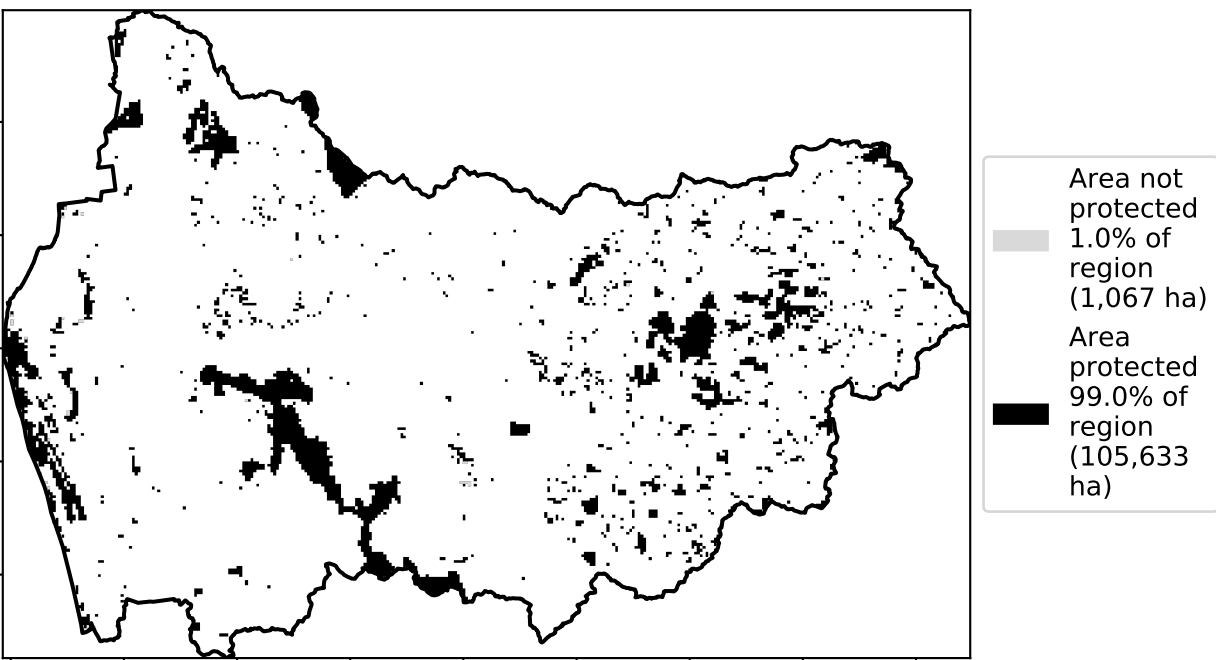 Area not
protected
1.0% of
region
(1,067 ha)
Area
protected
99.0% of
region
(105,633
ha)